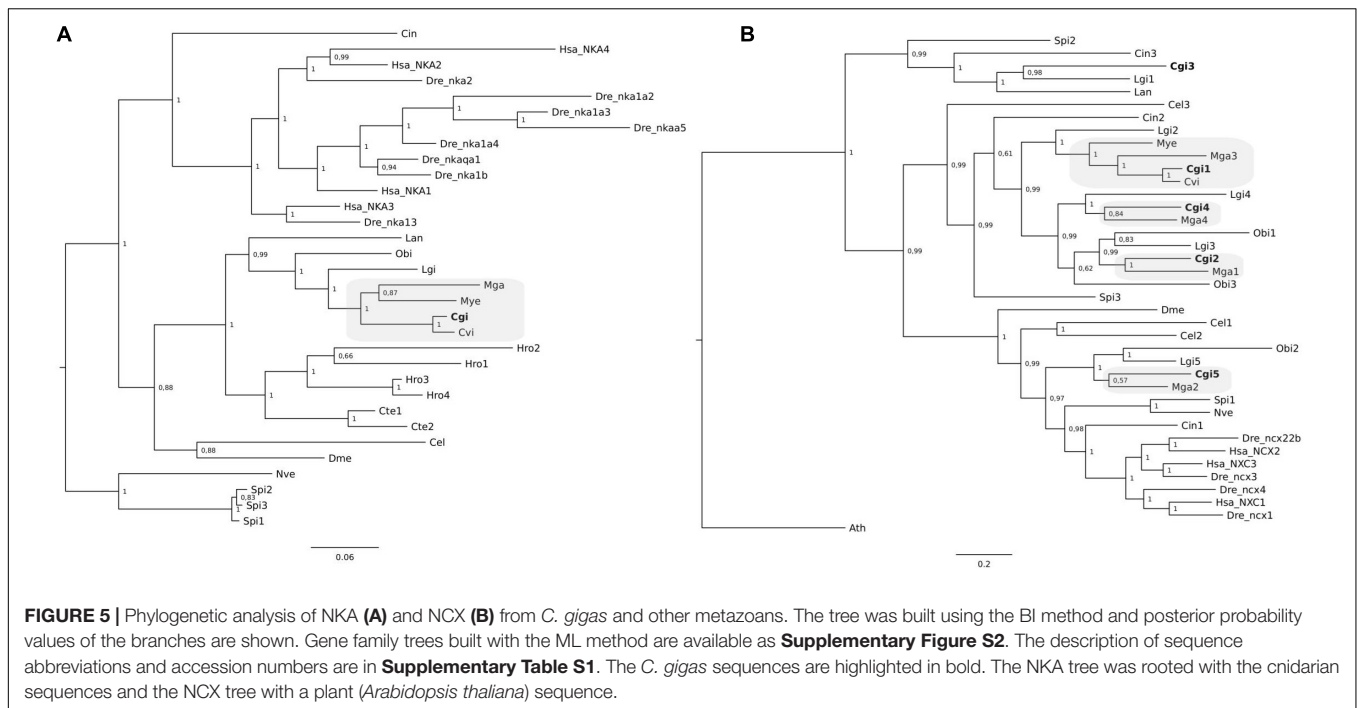 A
Cin
Hsa_NKA4
0,99
Hsa_NKA2
1
Dre_nka2
1
Dre_nka1a2
1
Dre_nka1a3
1
Dre_nkaa5
1
1
Dre_nka1a4
1
Dre_nkaqa1
1
0,94
Dre_nka1b
1
1
Hsa_NKA1
Hsa_NKA3
1
Dre_nka13
Lan
1
0,99
Obi
1
Lgi
1
Mga
0,87
Mye
1
Cgi
1
Cvi
1
Hro2
0,66
Hro1
1
Hro3
1
Hro4
0,88
1
Cte1
1
Cte2
Cel
0,88
Dme
Nve
1
Spi2
0,83
Spi3
1
Spi1
0.06
B
Spi2
0,99
Cin3
1
Cgi3
0,98
Lgi1
1
Lan
Cel3
1
Cin2
0,99
Lgi2
0,61
Mye
1
Mga3
1
Cgi1
1
Cvi
0,99
Lgi4
1
Cgi4
0,84
Mga4
0,99
0,99
Obi1
0,83
Lgi3
0,99
Cgi2
1
Mga1
0,62
Obi3
0,99
Spi3
Dme
1
Cel1
1
Cel2
0,99
Obi2
1
Lgi5
1
Cgi5
0,57
Mga2
0,97
Spi1
1
Nve
0,98
Cin1
1
Dre_ncx22b
1
Hsa_NCX2
1
Hsa_NXC3
1
Dre_ncx3
1
Dre_ncx4
1
Hsa_NXC1
1
Dre_ncx1
Ath
0.2
FIGURE 5 | Phylogenetic analysis of NKA (A) and NCX (B) from C. gigas and other metazoans. The tree was built using the BI method and posterior probability
values of the branches are shown. Gene family trees built with the ML method are available as Supplementary Figure S2. The description of sequence
abbreviations and accession numbers are in Supplementary Table S1. The C. gigas sequences are highlighted in bold. The NKA tree was rooted with the cnidarian
sequences and the NCX tree with a plant (Arabidopsis thaliana) sequence.